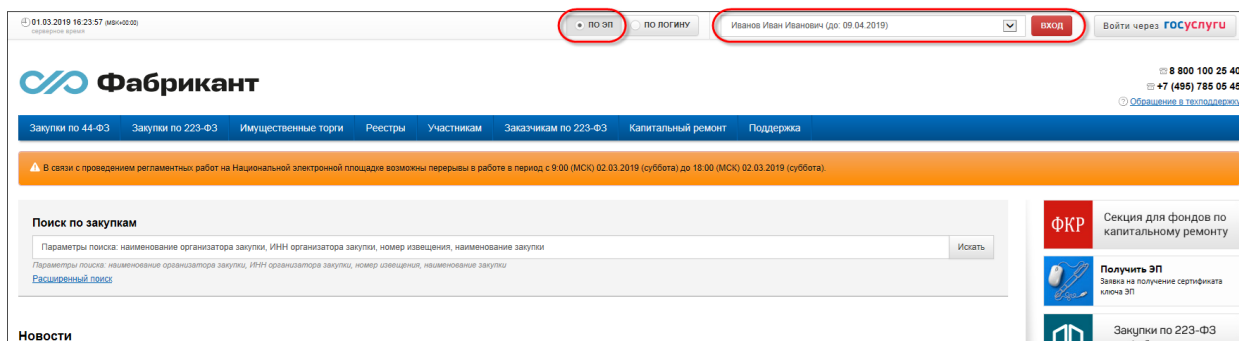 01.03.2019 16:23:57 (MSK+00:00)
серверное время
ПО ЭП
ПО ЛОГИНУ
Иванов Иван Иванович (до: 09.04.2019)
ВХОД
Войти через госуслуги
Фабрикант
8 800 100 25 40
+7 (495) 785 05 45
Обращение в техподдержку
Закупки по 44-ФЗ Закупки по 223-ФЗ Имущественные торги Реестры Участникам Заказчикам по 223-ФЗ Капитальный ремонт Поддержка
В связи с проведением регламентных работ на Национальной электронной площадке возможны перерывы в работе в период с 9:00 (МСК) 02.03.2019 (суббота) до 18:00 (МСК) 02.03.2019 (суббота).
Поиск по закупкам
Параметры поиска: наименование организатора закупки, ИНН организатора закупки, номер извещения, наименование закупки
Искать
Параметры поиска: наименование организатора закупки, ИНН организатора закупки, номер извещения, наименование закупки
Расширенный поиск
ФКР
Секция для фондов по
капитальному ремонту
Получить ЭП
Заявка на получение сертификата
ключа ЭП
Закупки по 223-ФЗ
Новости